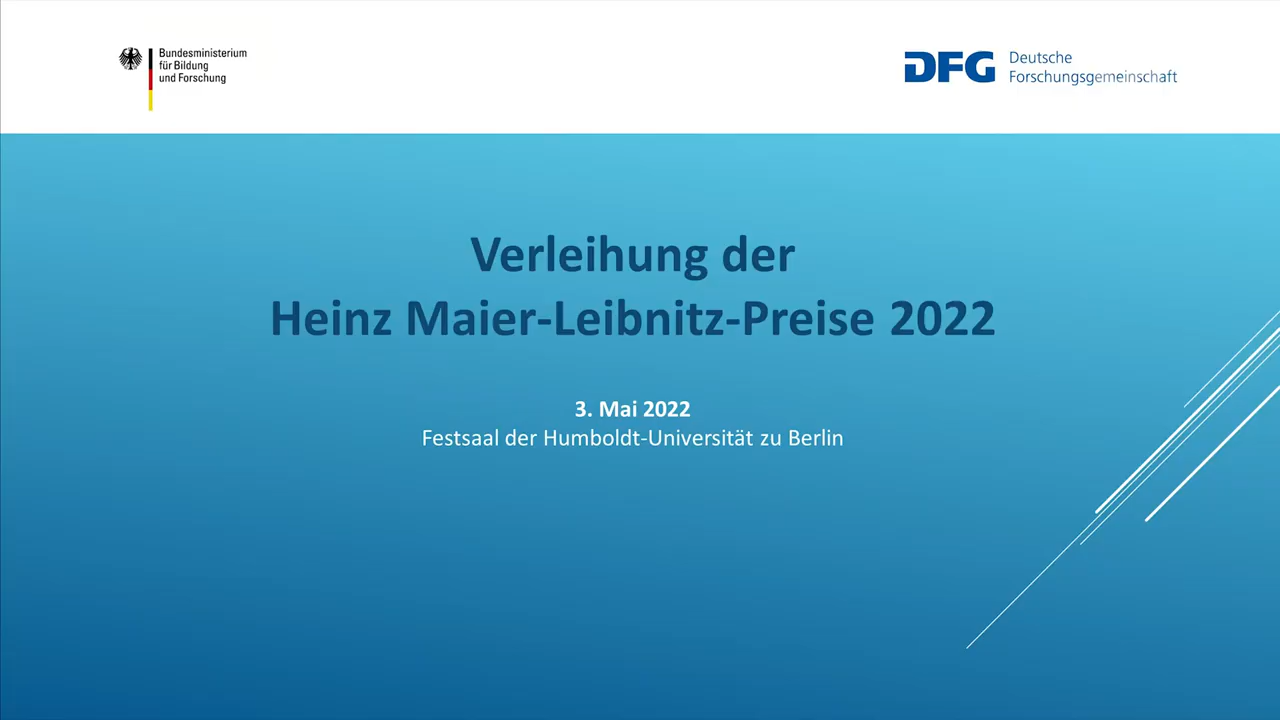 Bundesministerium
für Bildung
und Forschung
DFG Deutsche
Forschungsgemeinschaft
Verleihung der
Heinz Maier-Leibnitz-Preise 2022
3. Mai 2022
Festsaal der Humboldt-Universität zu Berlin